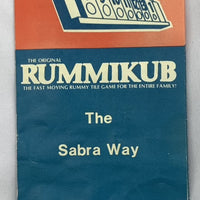 THE ORIGINAL
RUMMIKUB
THE FAST MOVING RUMMY TILE GAME FOR THE ENTIRE FAMILY!
The
Sabra Way